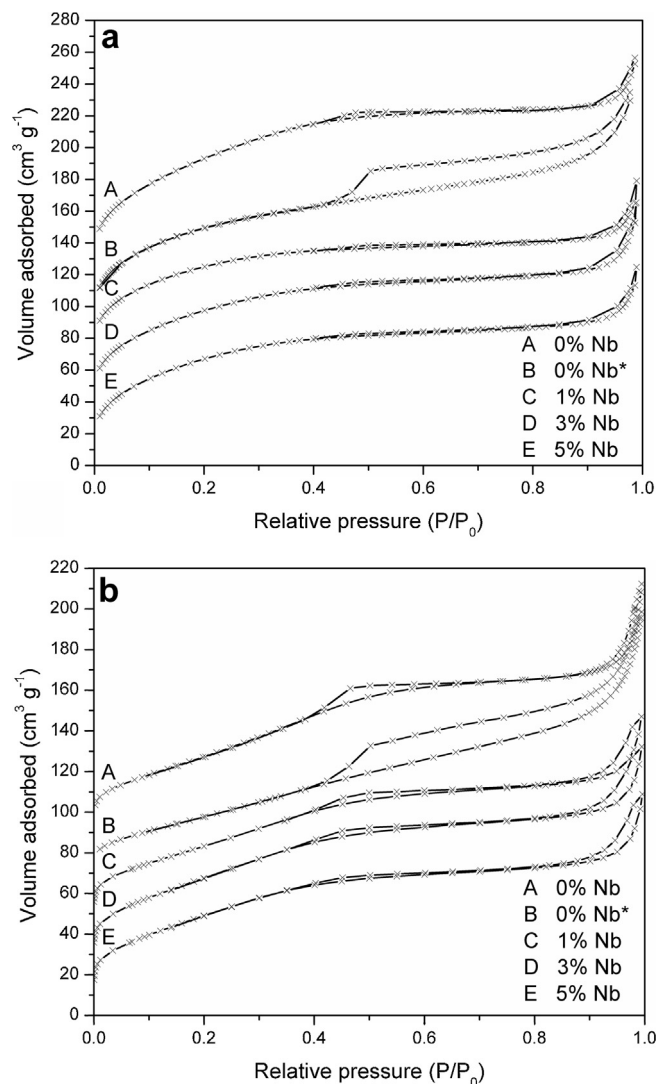 a
280
260
240
220
200
180
160
140
120
100
80
60
40
20
0
Volume adsorbed (cm³ g⁻¹)
A
B
C
D
E
A 0% Nb
B 0% Nb*
C 1% Nb
D 3% Nb
E 5% Nb
0.0 0.2 0.4 0.6 0.8 1.0
Relative pressure (P/P₀)
b
220
200
180
160
140
120
100
80
60
40
20
0
Volume adsorbed (cm³ g⁻¹)
A
B
C
D
E
A 0% Nb
B 0% Nb*
C 1% Nb
D 3% Nb
E 5% Nb
0.0 0.2 0.4 0.6 0.8 1.0
Relative pressure (P/P₀)